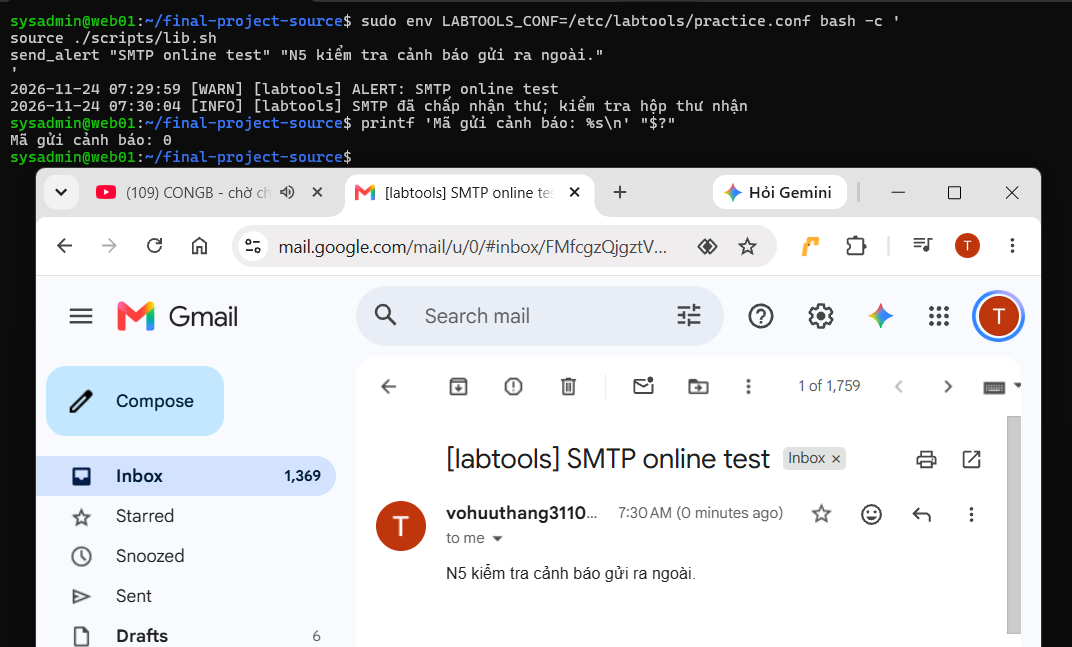 sysadmin@web01:~/final-project-source$ sudo env LABTOOLS_CONF=/etc/labtools/practice.conf bash -c '
source ./scripts/lib.sh
send_alert "SMTP online test" "N5 kiểm tra cảnh báo gửi ra ngoài."
'
2026-11-24 07:29:59 [WARN] [labtools] ALERT: SMTP online test
2026-11-24 07:30:04 [INFO] [labtools] SMTP đã chấp nhận thư; kiểm tra hộp thư nhận
sysadmin@web01:~/final-project-source$ printf 'Mã gửi cảnh báo: %s\n' "$?"
Mã gửi cảnh báo: 0
sysadmin@web01:~/final-project-source$
(109) CONGB - chờ ch
[labtools] SMTP online tes
Hỏi Gemini
mail.google.com/mail/u/0/#inbox/FMfcgzQjgztV...
T
Gmail
Search mail
T
Compose
1 of 1,759
Inbox 1,369
[labtools] SMTP online test Inbox ×
Starred
T
vohuuthang3110... 7:30 AM (0 minutes ago)
to me
Snoozed
N5 kiểm tra cảnh báo gửi ra ngoài.
Sent
Drafts 6